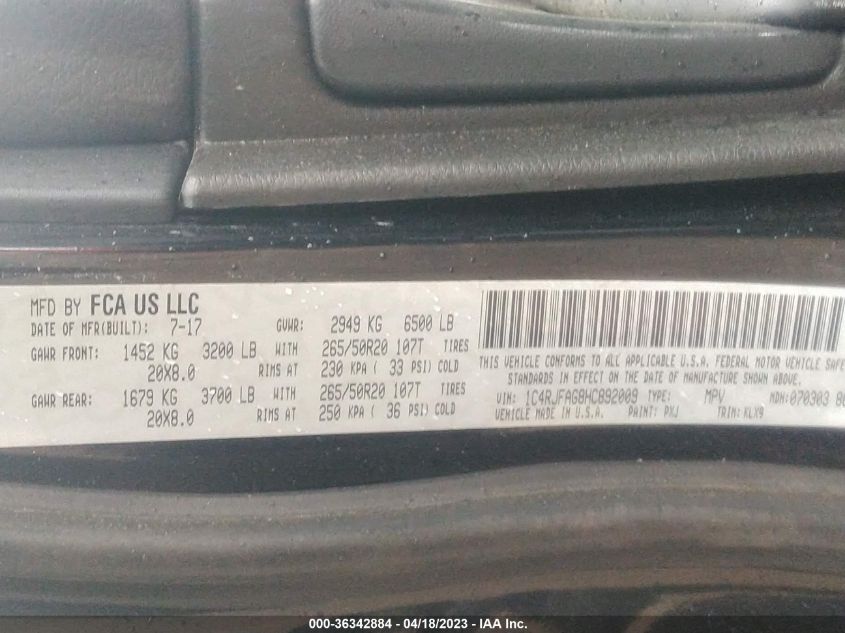 MFD BY FCA US LLC
DATE OF MFR(BUILT): 7-17 GVWR: 2949 KG 6500 LB
GAWR FRONT: 1452 KG 3200 LB WITH 265/50R20 107T TIRES
20X8.0 RIMS AT 230 KPA ( 33 PSI) COLD
GAWR REAR: 1679 KG 3700 LB WITH 265/50R20 107T TIRES
20X8.0 RIMS AT 250 KPA ( 36 PSI) COLD
THIS VEHICLE CONFORMS TO ALL APPLICABLE U.S.A. FEDERAL MOTOR VEHICLE SAFE
STANDARDS IN EFFECT ON THE DATE OF MANUFACTURE SHOWN ABOVE.
VIN: 1C4RJFAG8HC892009 TYPE: MPV MDH:070303 80
VEHICLE MADE IN U.S.A. PAINT: PXJ TRIM: KLX9
000-36342884 - 04/18/2023 - IAA Inc.